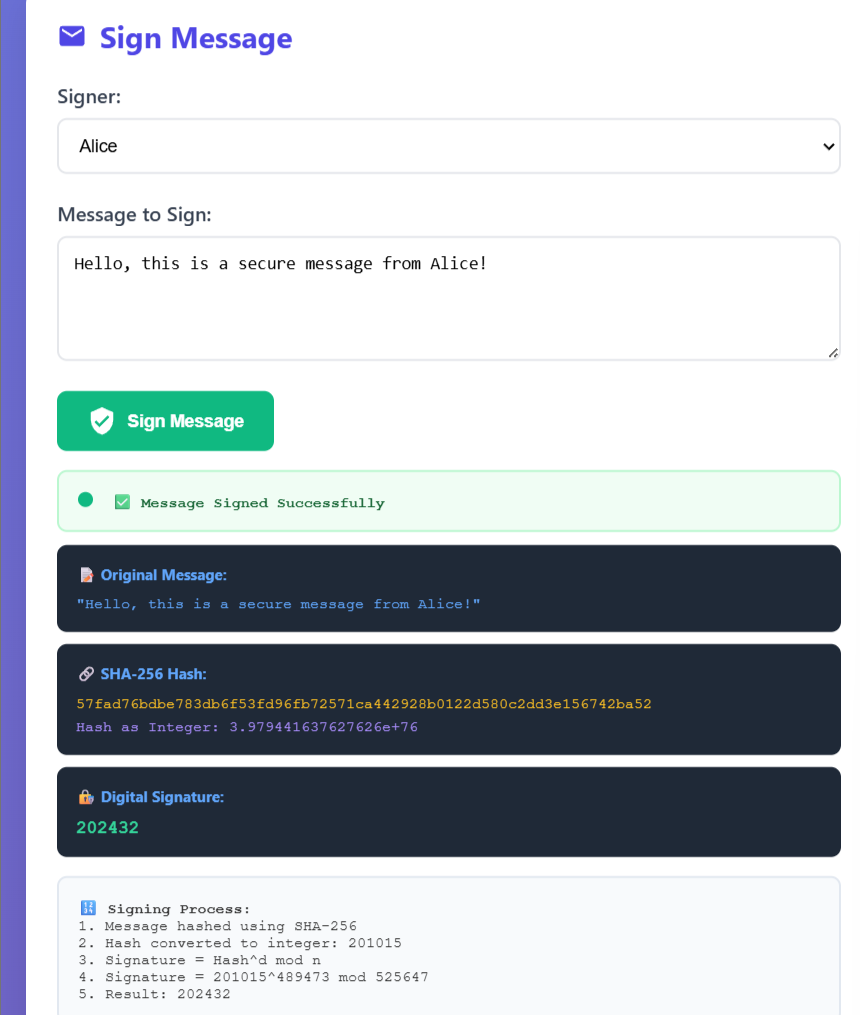 Sign Message
Signer:
Alice
Message to Sign:
Hello, this is a secure message from Alice!
Sign Message
✅ Message Signed Successfully
📝 Original Message:
"Hello, this is a secure message from Alice!"
🔗 SHA-256 Hash:
57fad76bdbe783db6f53fd96fb72571ca442928b0122d580c2dd3e156742ba52
Hash as Integer: 3.979441637627626e+76
🔐 Digital Signature:
202432
🔢 Signing Process:
1. Message hashed using SHA-256
2. Hash converted to integer: 201015
3. Signature = Hash^d mod n
4. Signature = 201015^489473 mod 525647
5. Result: 202432